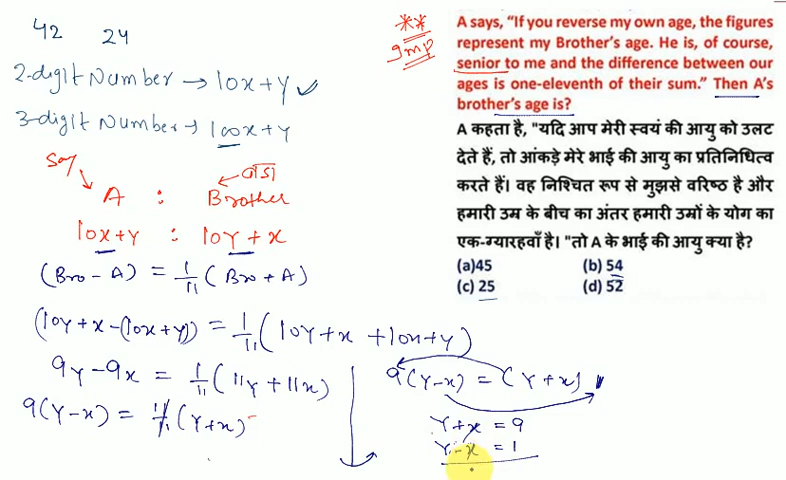 42 24
2-digit Number → 10x+y ✓
3-digit Number → 100x+y
Say
A : Brother
← बड़ा
10x+y : 10y+x
(Bro - A) = 1/11 (Bro + A)
(10y+x-(10x+y)) = 1/11 (10y+x +10x+y)
9y-9x = 1/11 (11y+11x)
9(y-x) = 11/11 (y+x)
9(y-x) = (y+x)
y+x = 9
y-x = 1
** Imp
A says, "If you reverse my own age, the figures
represent my Brother's age. He is, of course,
senior to me and the difference between our
ages is one-eleventh of their sum." Then A's
brother's age is?
A कहता है, "यदि आप मेरी स्वयं की आयु को उलट
देते हैं, तो आंकड़े मेरे भाई की आयु का प्रतिनिधित्व
करते हैं। वह निश्चित रूप से मुझसे वरिष्ठ है और
हमारी उम्र के बीच का अंतर हमारी उम्रों के योग का
एक-ग्यारहवाँ है। "तो A के भाई की आयु क्या है?
(a)45 (b) 54
(c) 25 (d) 52